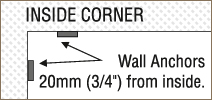 INSIDE CORNER
Wall Anchors
20mm (3/4") from inside.